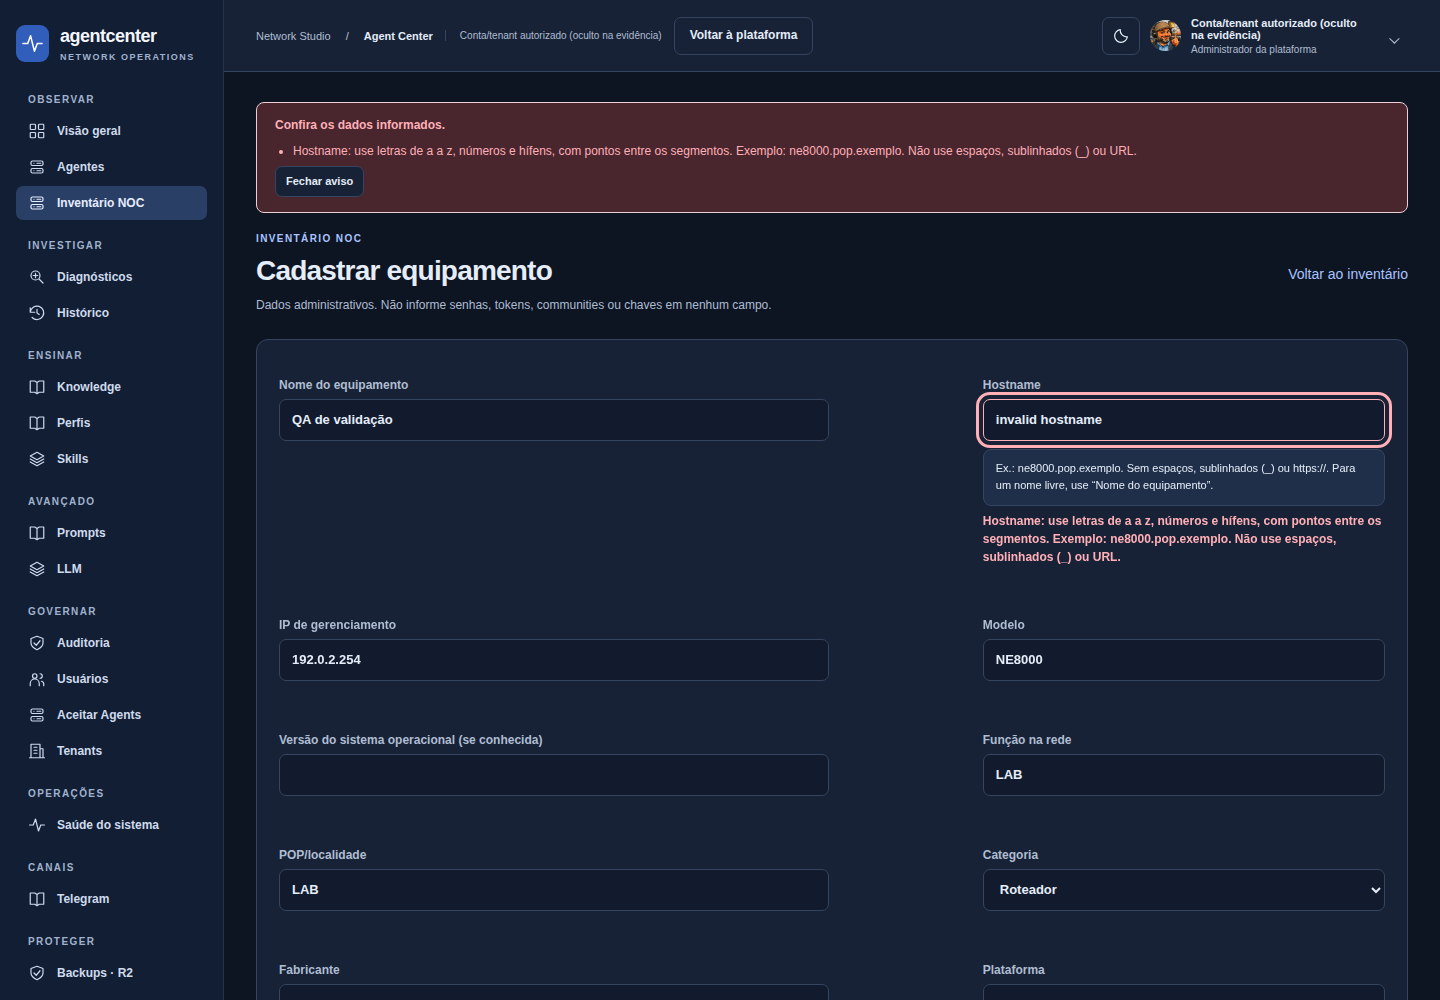 agentcenter
NETWORK OPERATIONS
OBSERVAR
Visão geral
Agentes
Inventário NOC
INVESTIGAR
Diagnósticos
Histórico
ENSINAR
Knowledge
Perfis
Skills
AVANÇADO
Prompts
LLM
GOVERNAR
Auditoria
Usuários
Aceitar Agents
Tenants
OPERAÇÕES
Saúde do sistema
CANAIS
Telegram
PROTEGER
Backups · R2
Network Studio / Agent Center
Conta/tenant autorizado (oculto na evidência)
Voltar à plataforma
Conta/tenant autorizado (oculto
na evidência)
Administrador da plataforma
Confira os dados informados.
• Hostname: use letras de a a z, números e hífens, com pontos entre os segmentos. Exemplo: ne8000.pop.exemplo. Não use espaços, sublinhados (_) ou URL.
Fechar aviso
INVENTÁRIO NOC
Cadastrar equipamento
Voltar ao inventário
Dados administrativos. Não informe senhas, tokens, communities ou chaves em nenhum campo.
Nome do equipamento
QA de validação
Hostname
invalid hostname
Ex.: ne8000.pop.exemplo. Sem espaços, sublinhados (_) ou https://. Para
um nome livre, use “Nome do equipamento”.
Hostname: use letras de a a z, números e hífens, com pontos entre os
segmentos. Exemplo: ne8000.pop.exemplo. Não use espaços,
sublinhados (_) ou URL.
IP de gerenciamento
192.0.2.254
Modelo
NE8000
Versão do sistema operacional (se conhecida)
Função na rede
LAB
POP/localidade
LAB
Categoria
Roteador
Fabricante
Plataforma